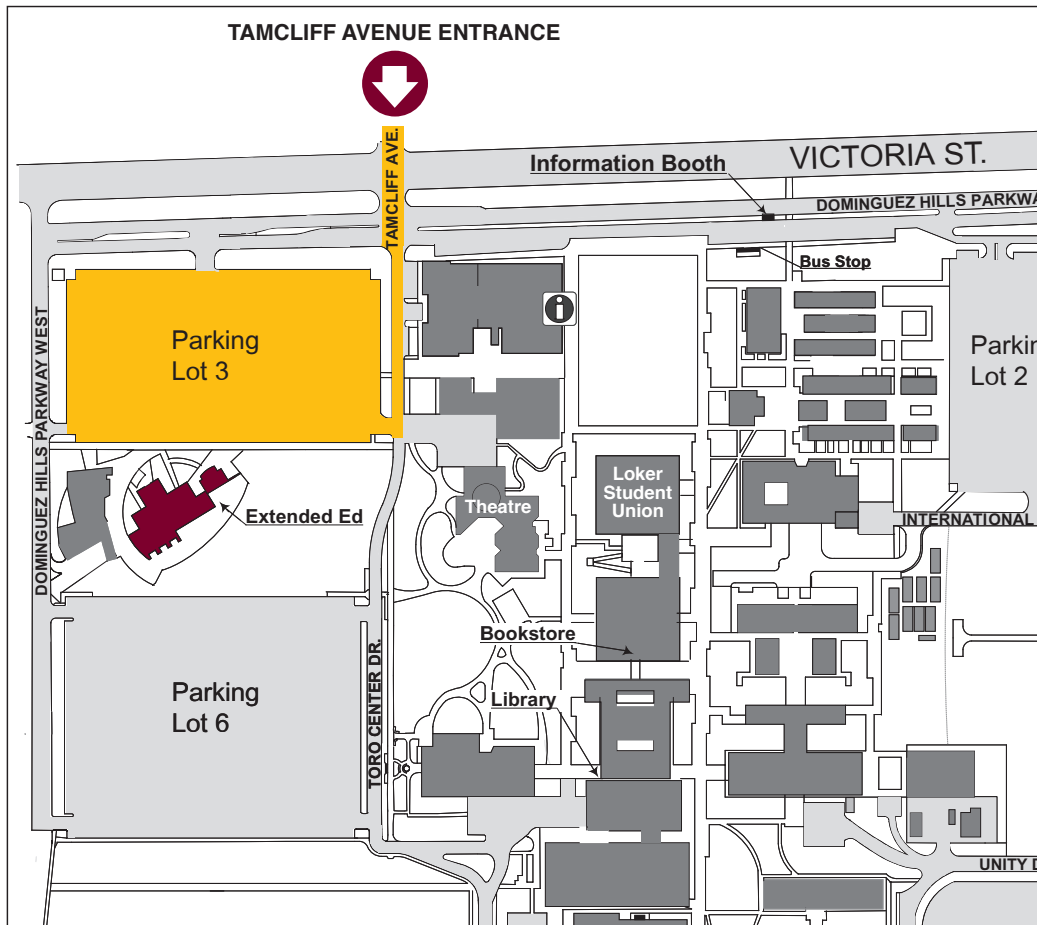 TAMCLIFF AVENUE ENTRANCE
TAMCLIFF AVE.
VICTORIA ST.
Information Booth
DOMINGUEZ HILLS PARKWA
TAMCLIFF AVE.
Bus Stop
i
Parking
Lot 3
Parkin
Lot 2
DOMINGUEZ HILLS PARKWAY WEST
Loker
Student
Union
Theatre
Extended Ed
INTERNATIONAL
Bookstore
Parking
Lot 6
Library
TORO CENTER DR.
UNITY D